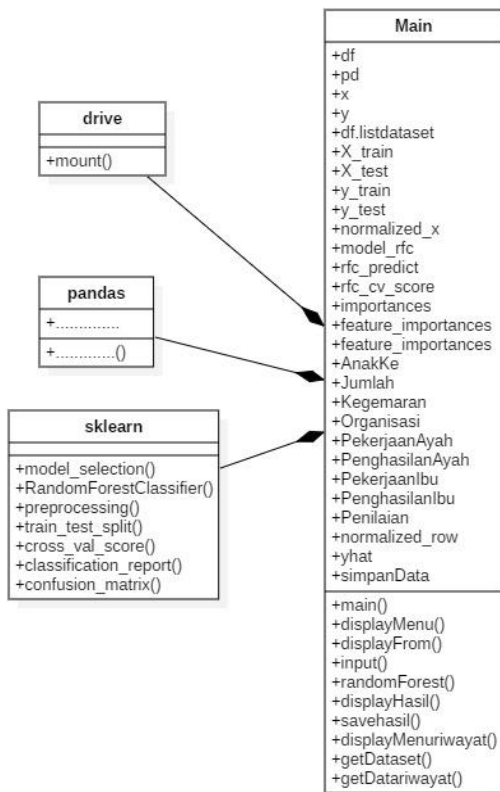 drive
+mount()
pandas
+.............
+.............()
sklearn
+model_selection()
+RandomForestClassifier()
+preprocessing()
+train_test_split()
+cross_val_score()
+classification_report()
+confusion_matrix()
Main
+df
+pd
+x
+y
+df.listdataset
+X_train
+X_test
+y_train
+y_test
+normalized_x
+model_rfc
+rfc_predict
+rfc_cv_score
+importances
+feature_importances
+feature_importances
+AnakKe
+Jumlah
+Kegemaran
+Organisasi
+PekerjaanAyah
+PenghasilanAyah
+PekerjaanIbu
+PenghasilanIbu
+Penilaian
+normalized_row
+yhat
+simpanData
+main()
+displayMenu()
+displayFrom()
+input()
+randomForest()
+displayHasil()
+savehasil()
+displayMenuriwayat()
+getDataset()
+getDatariwayat()